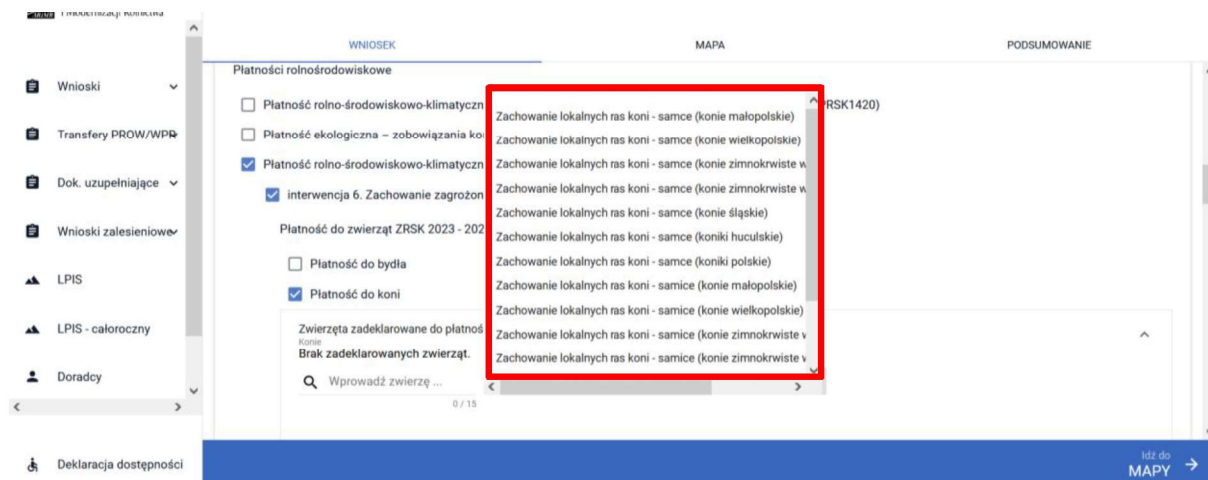 i Modernizacji Rolnictwa
WNIOSEK
MAPA
PODSUMOWANIE
Wnioski
Transfery PROW/WPR
Dok. uzupełniające
Wnioski zalesieniowe
LPIS
LPIS - całoroczny
Doradcy
Deklaracja dostępności
Płatności rolnośrodowiskowe
Płatność rolno-środowiskowo-klimatyczn
PRSK1420)
Płatność ekologiczna – zobowiązania ko
Płatność rolno-środowiskowo-klimatyczn
interwencja 6. Zachowanie zagrożon
Płatność do zwierząt ZRSK 2023 - 202
Płatność do bydła
Płatność do koni
Zwierzęta zadeklarowane do płatnoś
Konie
Brak zadeklarowanych zwierząt.
Wprowadź zwierzę ...
0 / 15
Zachowanie lokalnych ras koni - samce (konie małopolskie)
Zachowanie lokalnych ras koni - samce (konie wielkopolskie)
Zachowanie lokalnych ras koni - samce (konie zimnokrwiste w
Zachowanie lokalnych ras koni - samce (konie zimnokrwiste w
Zachowanie lokalnych ras koni - samce (konie śląskie)
Zachowanie lokalnych ras koni - samce (koniki huculskie)
Zachowanie lokalnych ras koni - samce (koniki polskie)
Zachowanie lokalnych ras koni - samice (konie małopolskie)
Zachowanie lokalnych ras koni - samice (konie wielkopolskie)
Zachowanie lokalnych ras koni - samice (konie zimnokrwiste w
Zachowanie lokalnych ras koni - samice (konie zimnokrwiste w
Idź do
MAPY